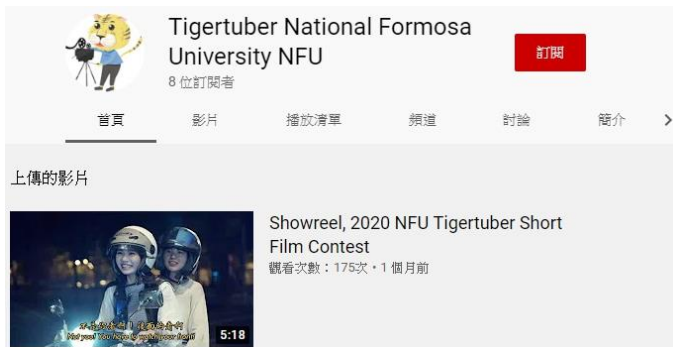 Tigertuber National Formosa
University NFU
訂閱
8 位訂閱者
首頁 影片 播放清單 頻道 討論 簡介
上傳的影片
Showreel, 2020 NFU Tigertuber Short
Film Contest
觀看次數：175次・1 個月前
Not you! You have to watch your front!
5:18